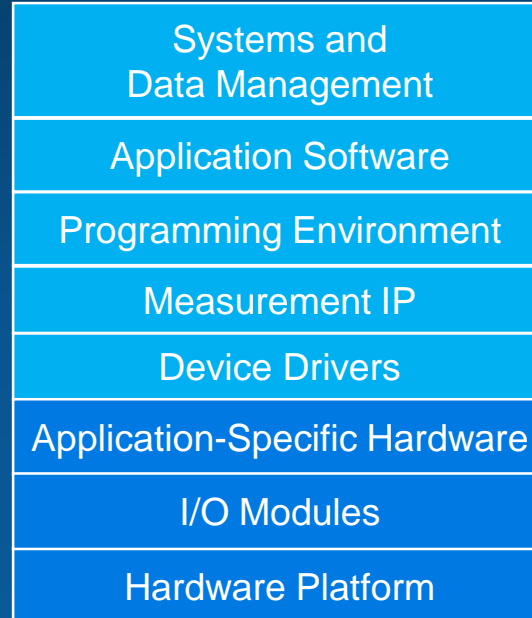 Systems and
Data Management
Application Software
Programming Environment
Measurement IP
Device Drivers
Application-Specific Hardware
I/O Modules
Hardware Platform